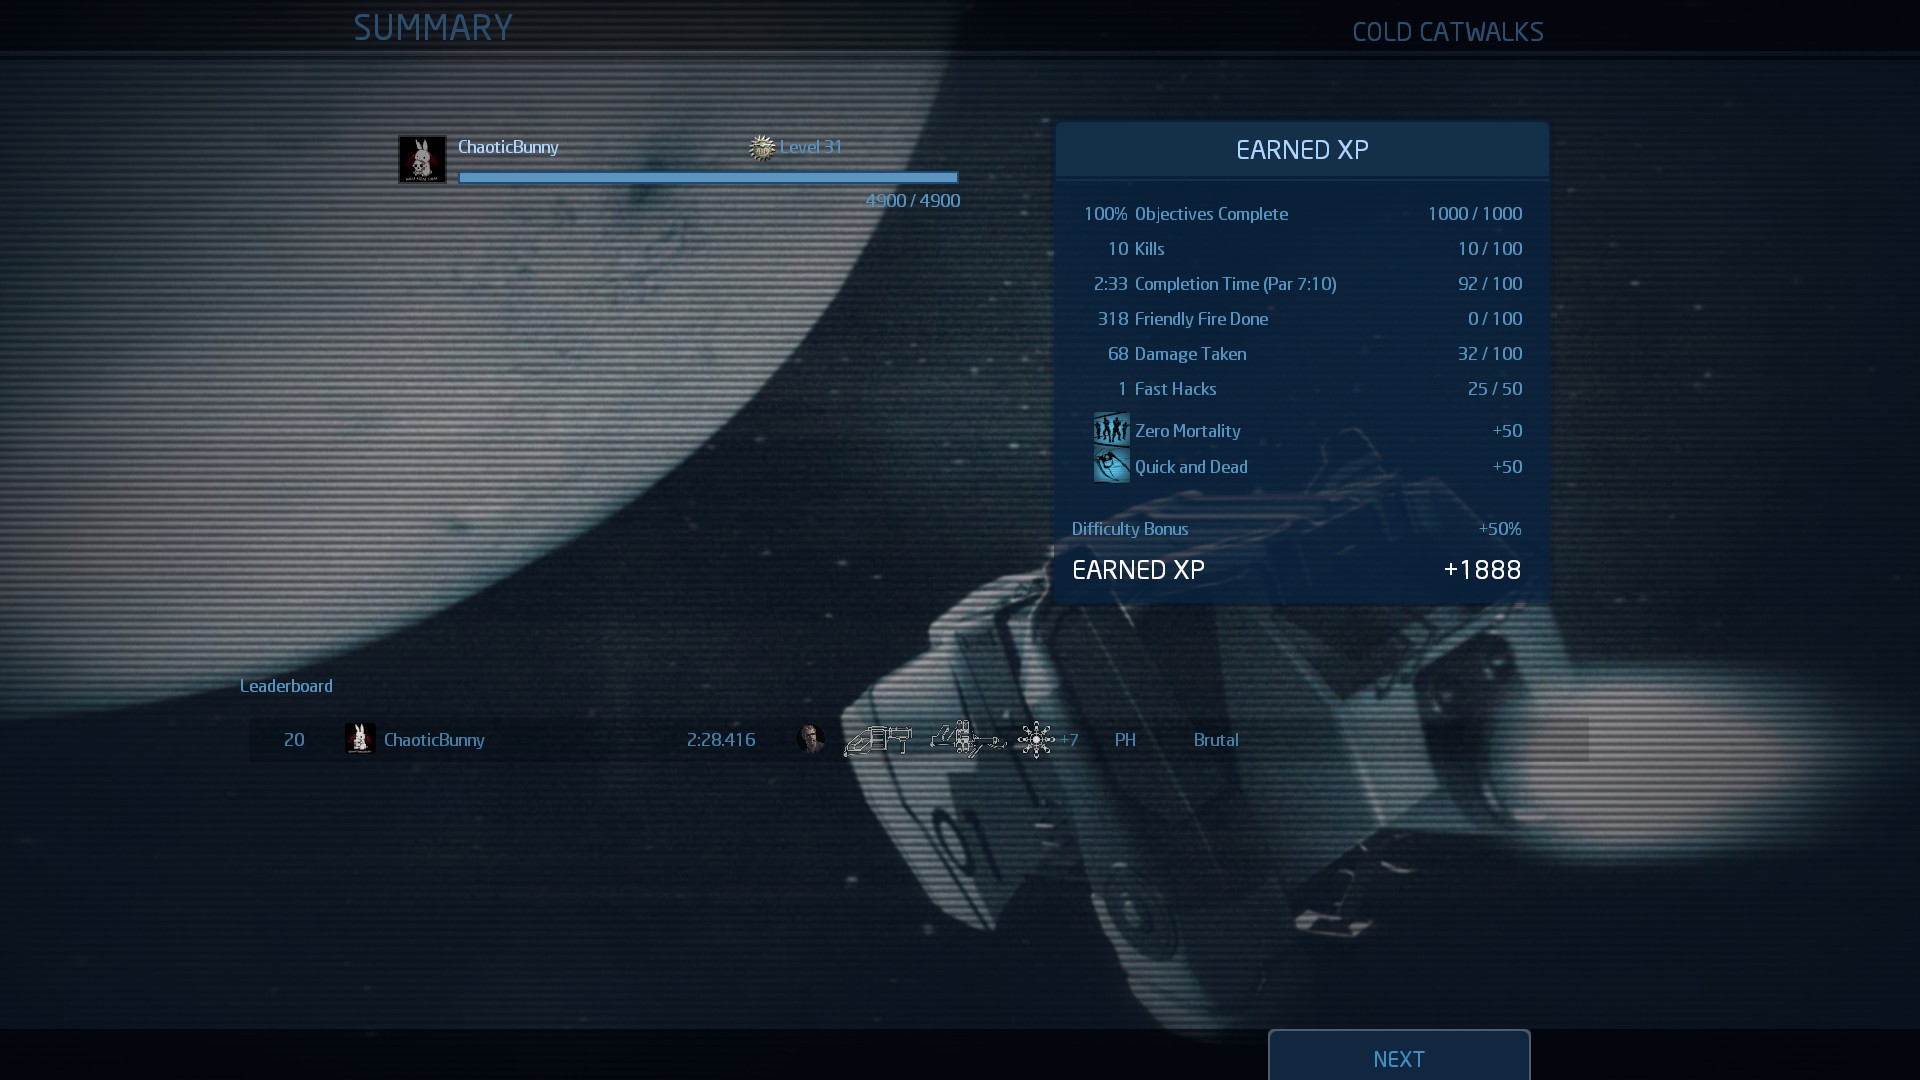 SUMMARY
COLD CATWALKS
ChaoticBunny
Level 31
4900 / 4900
EARNED XP
100% Objectives Complete 1000 / 1000
10 Kills 10 / 100
2:33 Completion Time (Par 7:10) 92 / 100
318 Friendly Fire Done 0 / 100
68 Damage Taken 32 / 100
1 Fast Hacks 25 / 50
Zero Mortality +50
Quick and Dead +50
Difficulty Bonus +50%
EARNED XP +1888
Leaderboard
20 ChaoticBunny 2:28.416 +7 PH Brutal
NEXT